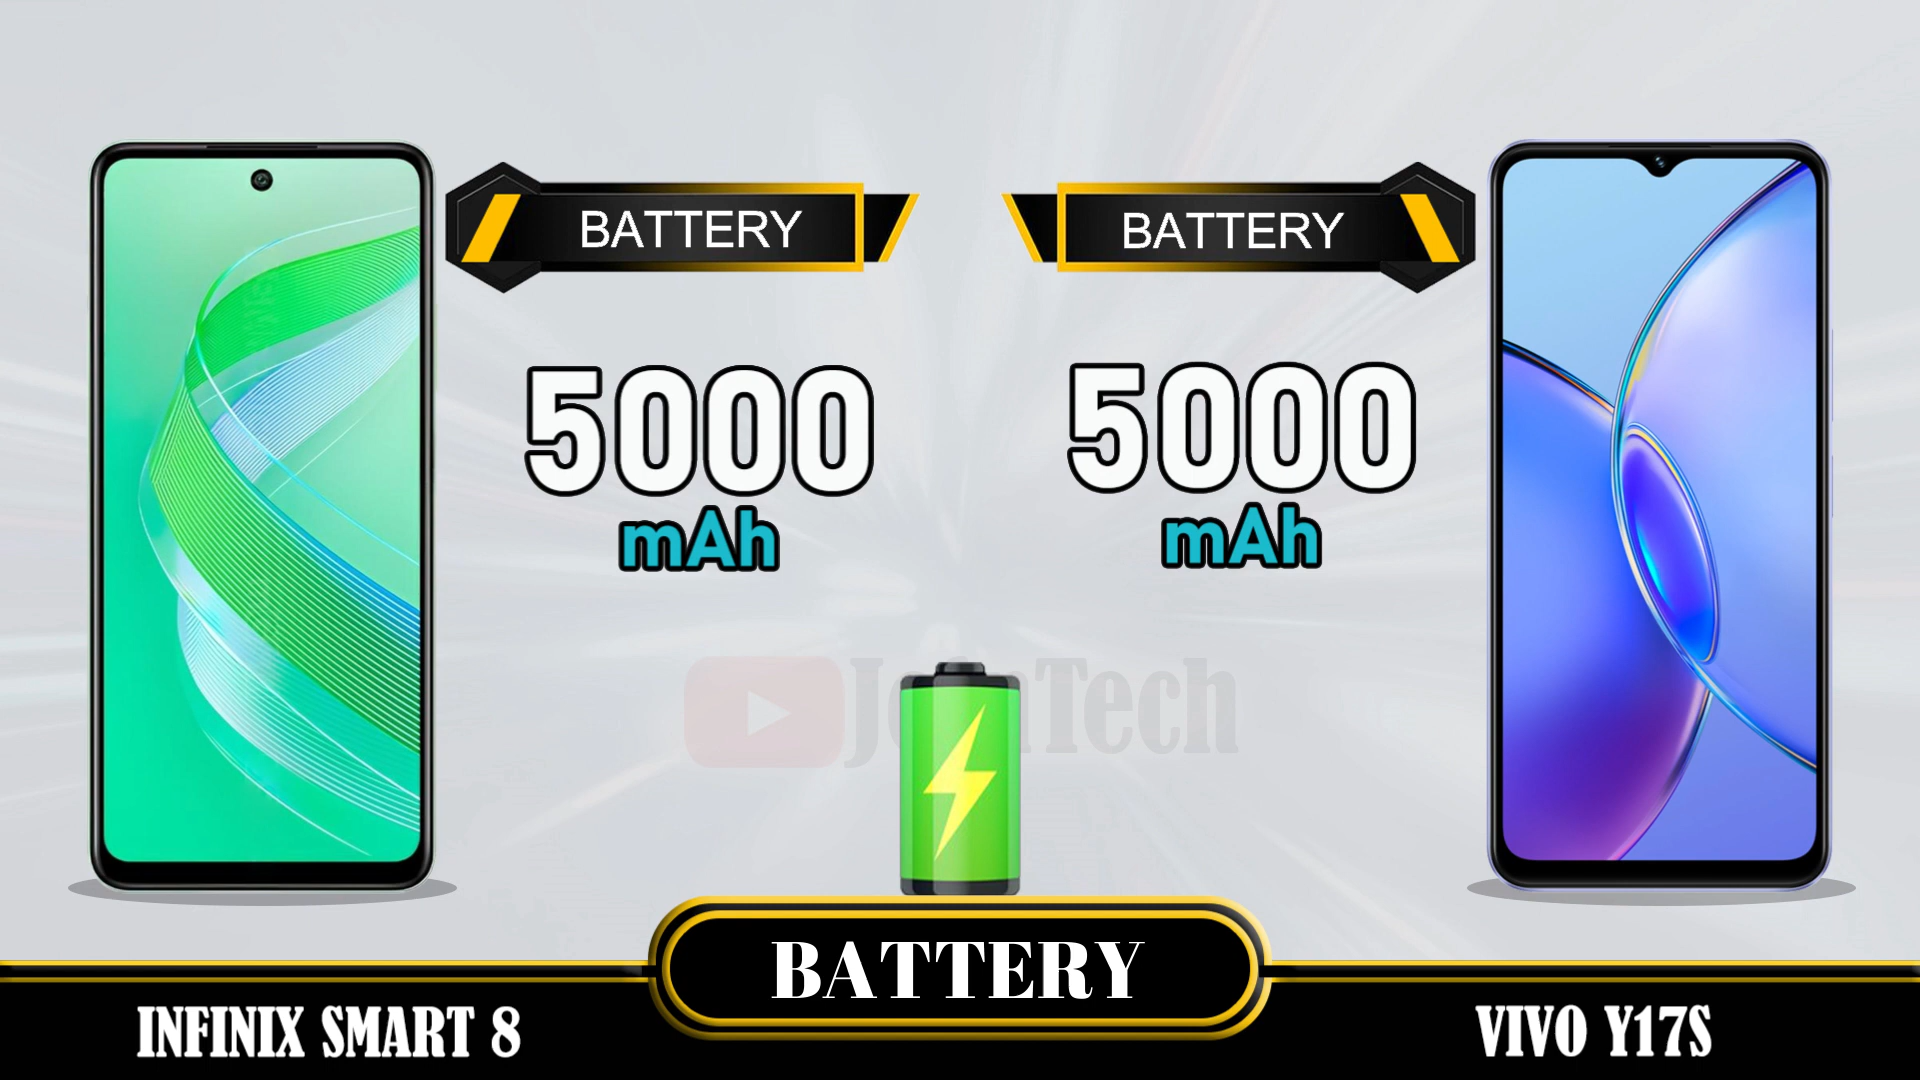 BATTERY
BATTERY
5000
mAh
5000
mAh
BATTERY
INFINIX SMART 8
VIVO Y17S